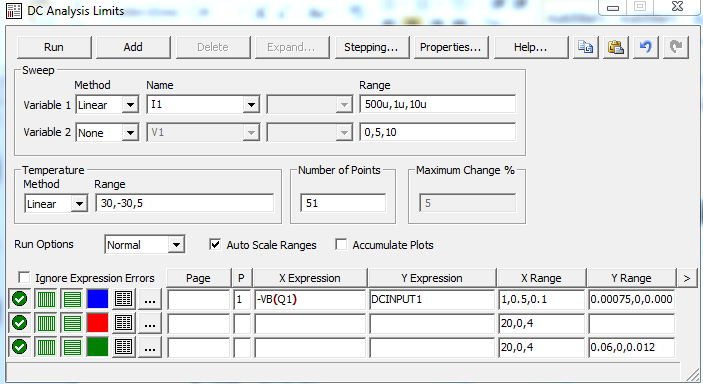 DC Analysis Limits
Run Add Delete Expand... Stepping... Properties... Help...
Sweep
Method Name Range
Variable 1 Linear I1 500u,1u,10u
Variable 2 None V1 0,5,10
Temperature Number of Points Maximum Change %
Method Range
Linear 30,-30,5 51 5
Run Options Normal Auto Scale Ranges Accumulate Plots
Ignore Expression Errors Page P X Expression Y Expression X Range Y Range >
... 1 -VB(Q1) DCINPUT1 1,0.5,0.1 0.00075,0,0.000
... 20,0,4
... 20,0,4 0.06,0,0.012